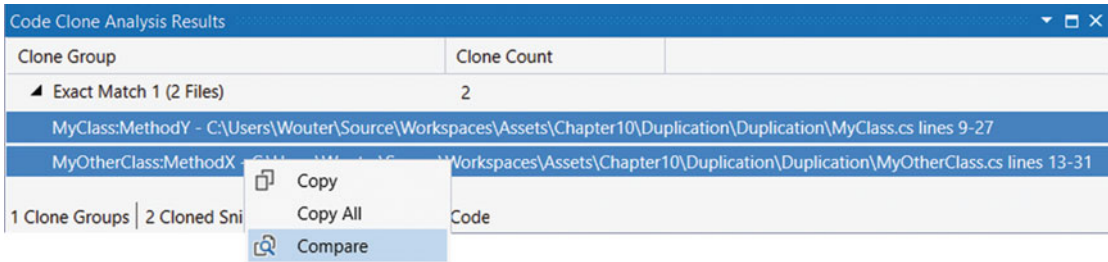 Code Clone Analysis Results
Clone Group Clone Count
Exact Match 1 (2 Files) 2
MyClass:MethodY - C:\Users\Wouter\Source\Workspaces\Assets\Chapter10\Duplication\Duplication\MyClass.cs lines 9-27
MyOtherClass:MethodX - \Workspaces\Assets\Chapter10\Duplication\Duplication\MyOtherClass.cs lines 13-31
Copy
1 Clone Groups 2 Cloned Sni Copy All Code
Compare